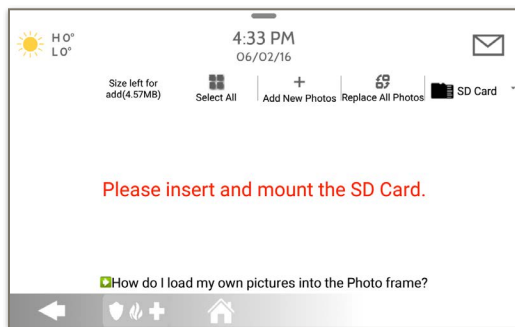 H 0°
L 0°
4:33 PM
06/02/16
Size left for
add(4.57MB)
Select All
Add New Photos
Replace All Photos
SD Card
Please insert and mount the SD Card.
How do I load my own pictures into the Photo frame?